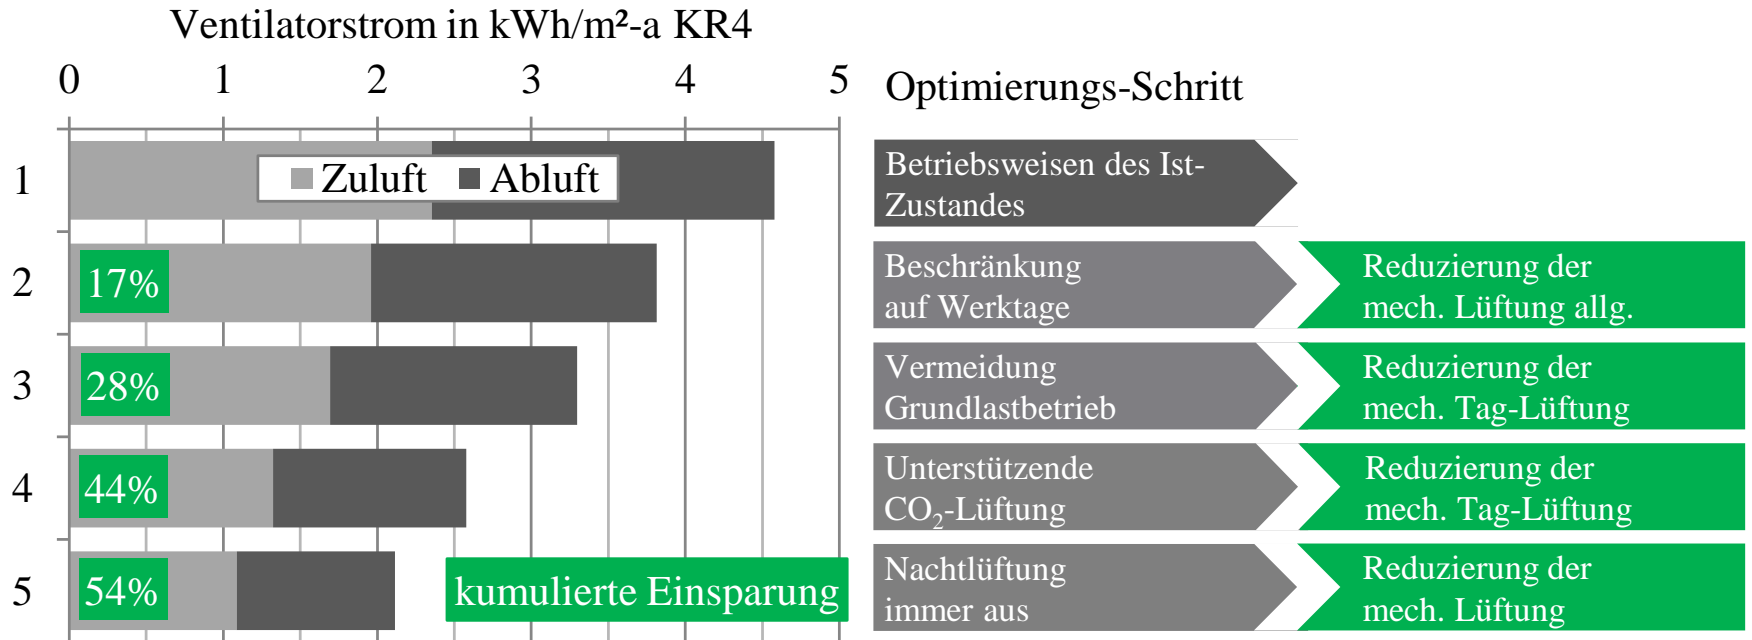 Ventilatorstrom in kWh/m²-a KR4
0 1 2 3 4 5
Optimierungs-Schritt
1
Zuluft Abluft
Betriebsweisen des Ist-
Zustandes
2
17%
Beschränkung
auf Werktage
Reduzierung der
mech. Lüftung allg.
3
28%
Vermeidung
Grundlastbetrieb
Reduzierung der
mech. Tag-Lüftung
4
44%
Unterstützende
CO₂-Lüftung
Reduzierung der
mech. Tag-Lüftung
5
54%
kumulierte Einsparung
Nachtlüftung
immer aus
Reduzierung der
mech. Lüftung